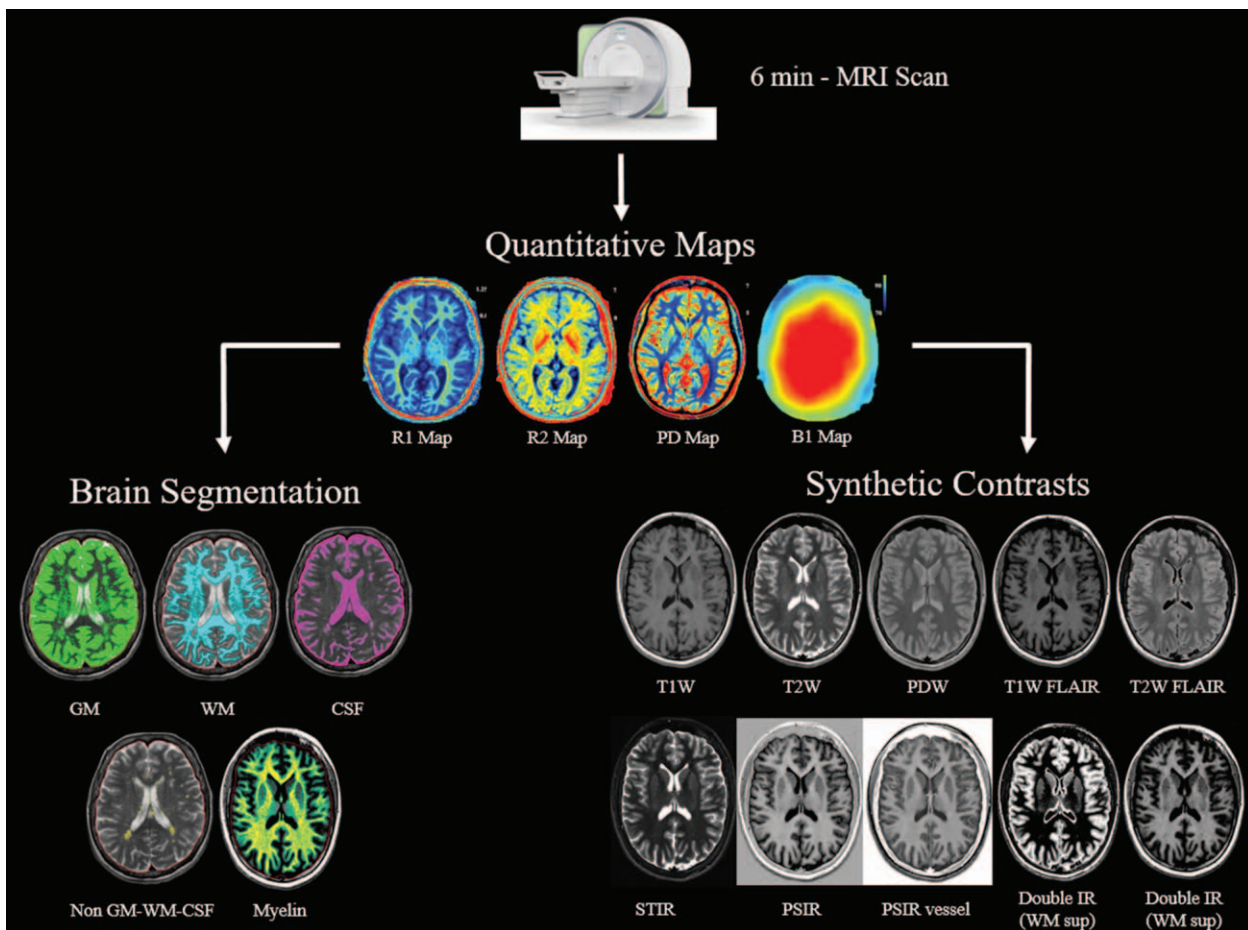 6 min - MRI Scan
Quantitative Maps
R1 Map
R2 Map
PD Map
B1 Map
Brain Segmentation
Synthetic Contrasts
GM
WM
CSF
T1W
T2W
PDW
T1W FLAIR
T2W FLAIR
Non GM-WM-CSF
Myelin
STIR
PSIR
PSIR vessel
Double IR
(WM sup)
Double IR
(WM sup)